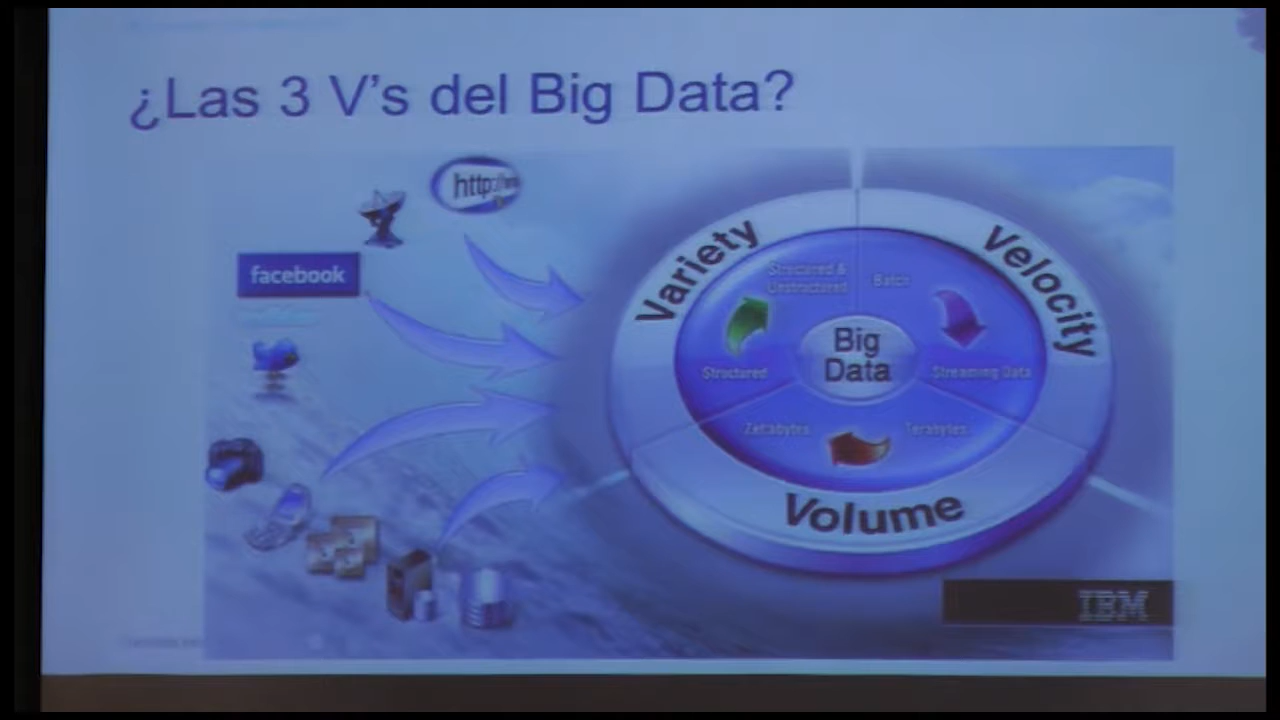 ¿Las 3 V's del Big Data?
http://
facebook
Variety
Velocity
Structured &
Unstructured
Batch
Big
Data
Structured
Streaming Data
Zettabytes
Terabytes
Volume
IBM